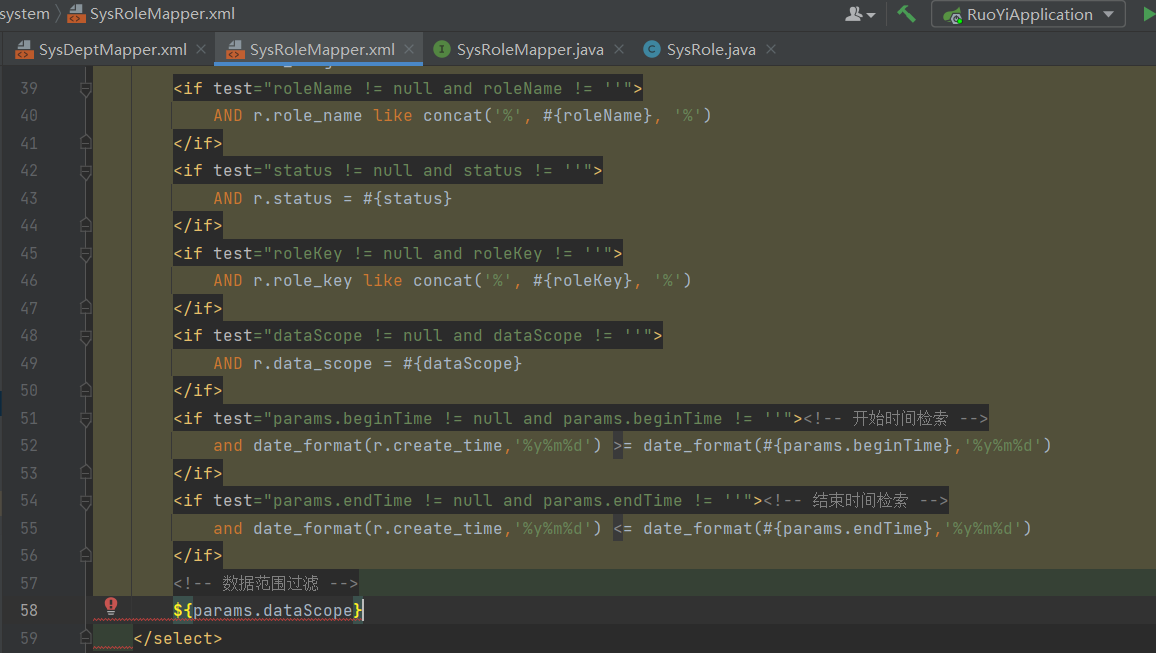 system 〉 SysRoleMapper.xml RuoYiApplication
SysDeptMapper.xml × SysRoleMapper.xml × I SysRoleMapper.java × C SysRole.java ×
39 <if test="roleName != null and roleName != ''">
40 AND r.role_name like concat('%', #{roleName}, '%')
41 </if>
42 <if test="status != null and status != ''">
43 AND r.status = #{status}
44 </if>
45 <if test="roleKey != null and roleKey != ''">
46 AND r.role_key like concat('%', #{roleKey}, '%')
47 </if>
48 <if test="dataScope != null and dataScope != ''">
49 AND r.data_scope = #{dataScope}
50 </if>
51 <if test="params.beginTime != null and params.beginTime != ''"><!-- 开始时间检索 -->
52 and date_format(r.create_time,'%y%m%d') >= date_format(#{params.beginTime},'%y%m%d')
53 </if>
54 <if test="params.endTime != null and params.endTime != ''"><!-- 结束时间检索 -->
55 and date_format(r.create_time,'%y%m%d') <= date_format(#{params.endTime},'%y%m%d')
56 </if>
57 <!-- 数据范围过滤 -->
58 ${params.dataScope}
59 </select>